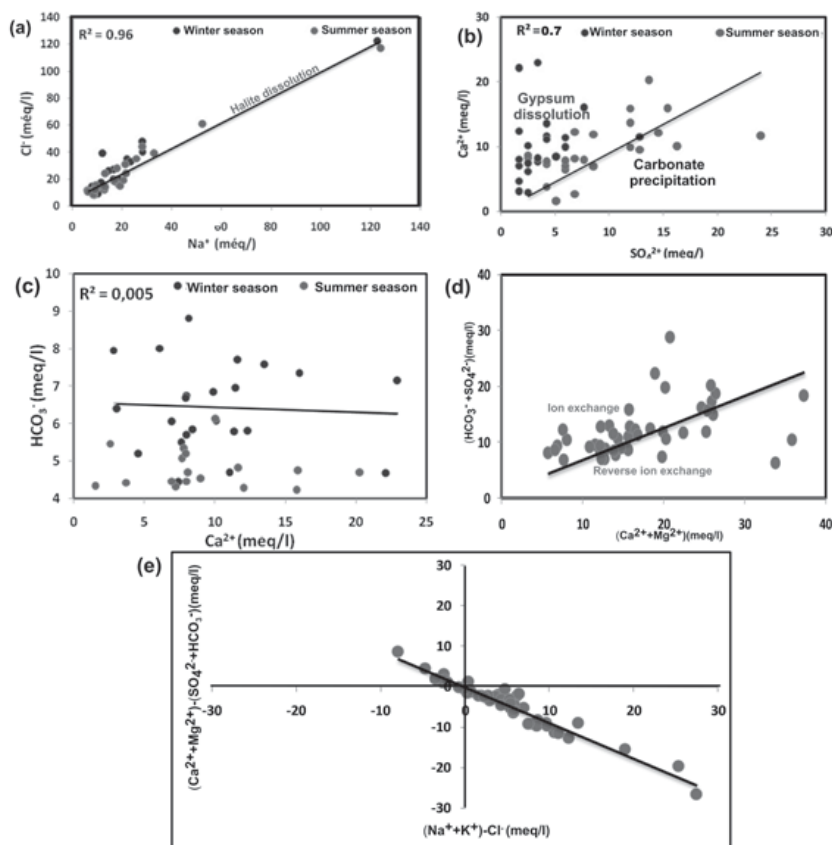 (a)
R² = 0.96
Winter season
Summer season
Halite dissolution
Cl⁻ (méq/l)
140
120
100
80
60
40
20
0
0 20 40 60 80 100 120 140
Na⁺ (méq/)
(b)
R² = 0.7
Winter season
Summer season
Gypsum
dissolution
Carbonate
precipitation
Ca²⁺ (meq/)
30
20
10
0
0 5 10 15 20 25 30
SO₄²⁺ (meq/)
(c)
R² = 0,005
Winter season
Summer season
HCO₃⁻ (meq/l)
10
9
8
7
6
5
4
0 5 10 15 20 25
Ca²⁺ (meq/l)
(d)
Ion exchange
Reverse ion exchange
(HCO₃⁻+SO₄²⁻)(meq/l)
40
30
20
10
0
0 10 20 30 40
(Ca²⁺+Mg²⁺)(meq/l)
(e)
(Ca²⁺+Mg²⁺)-(SO₄²⁻+HCO₃⁻)(meq/l)
30
20
10
0
-10
-20
-30
-30 -20 -10 0 10 20 30
(Na⁺+K⁺)-Cl⁻(meq/l)